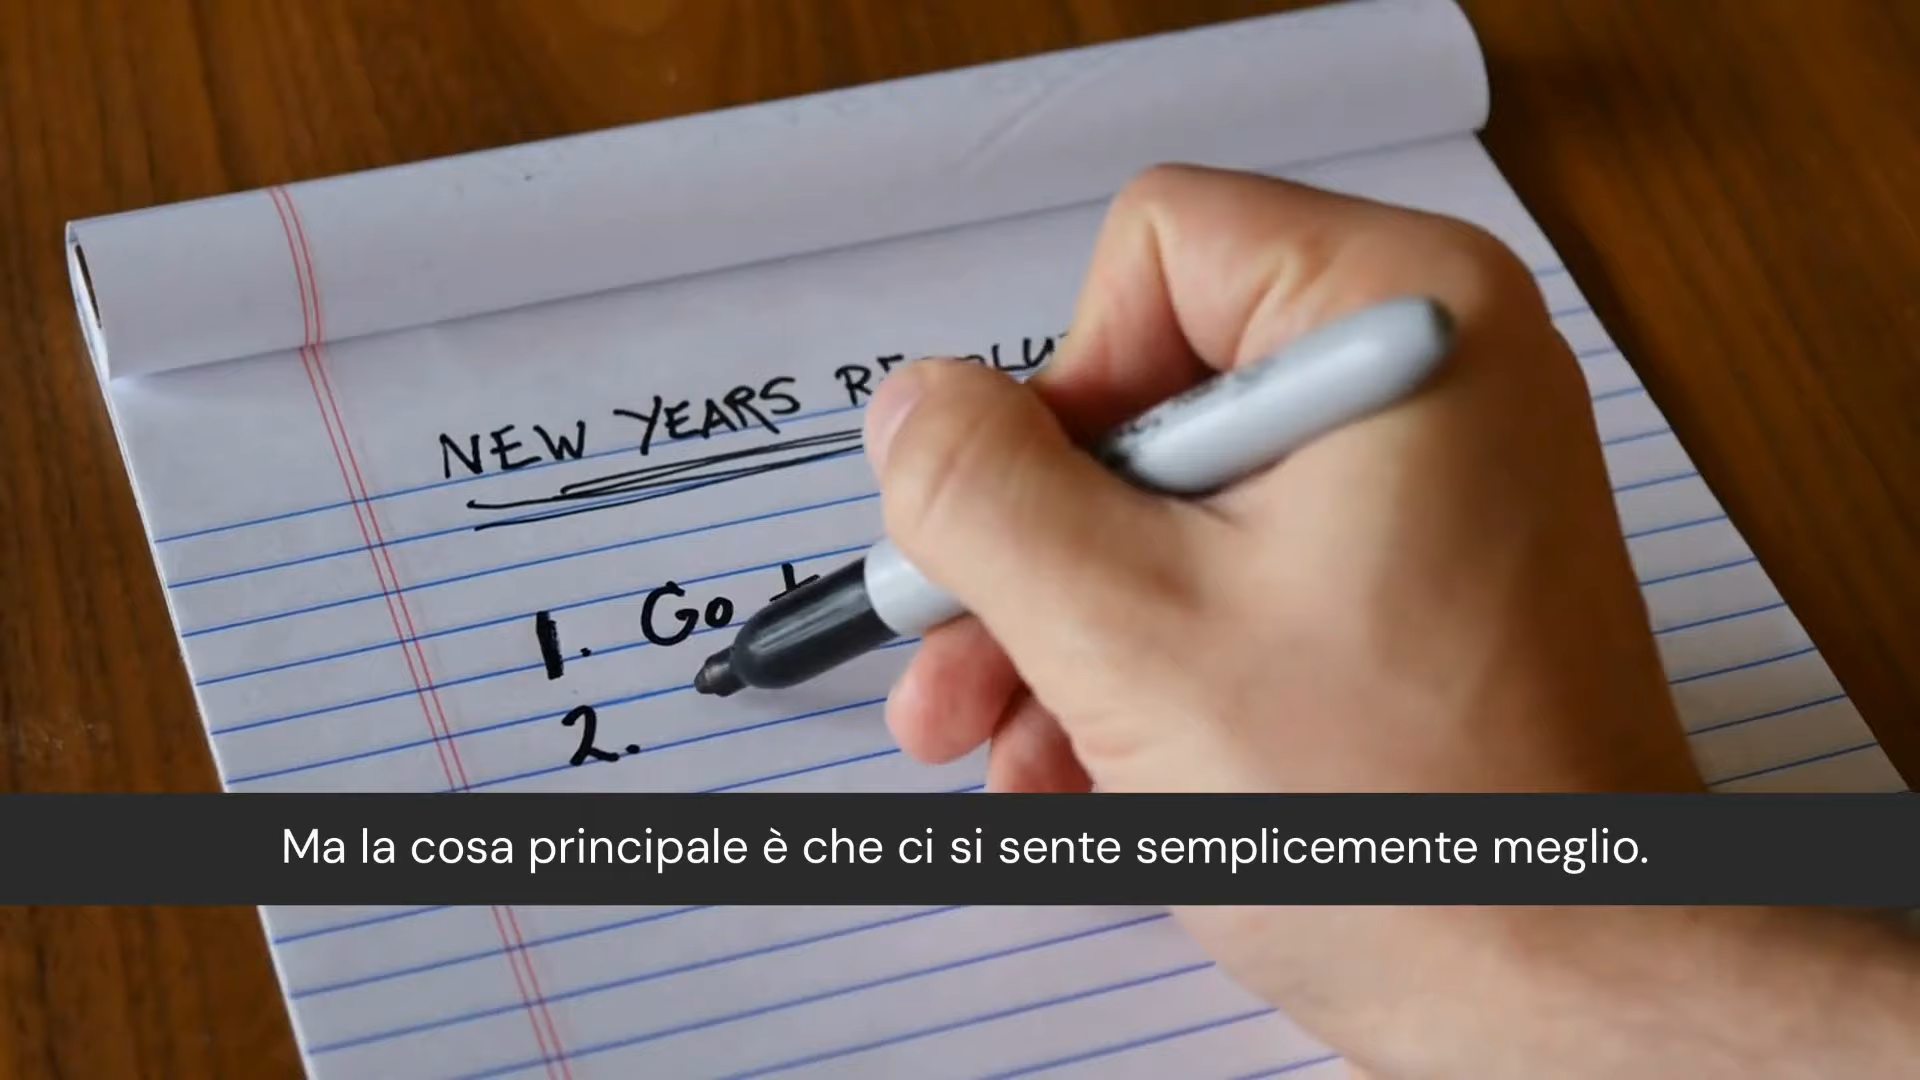 NEW YEARS
1. Go
2.
Ma la cosa principale è che ci si sente semplicemente meglio.